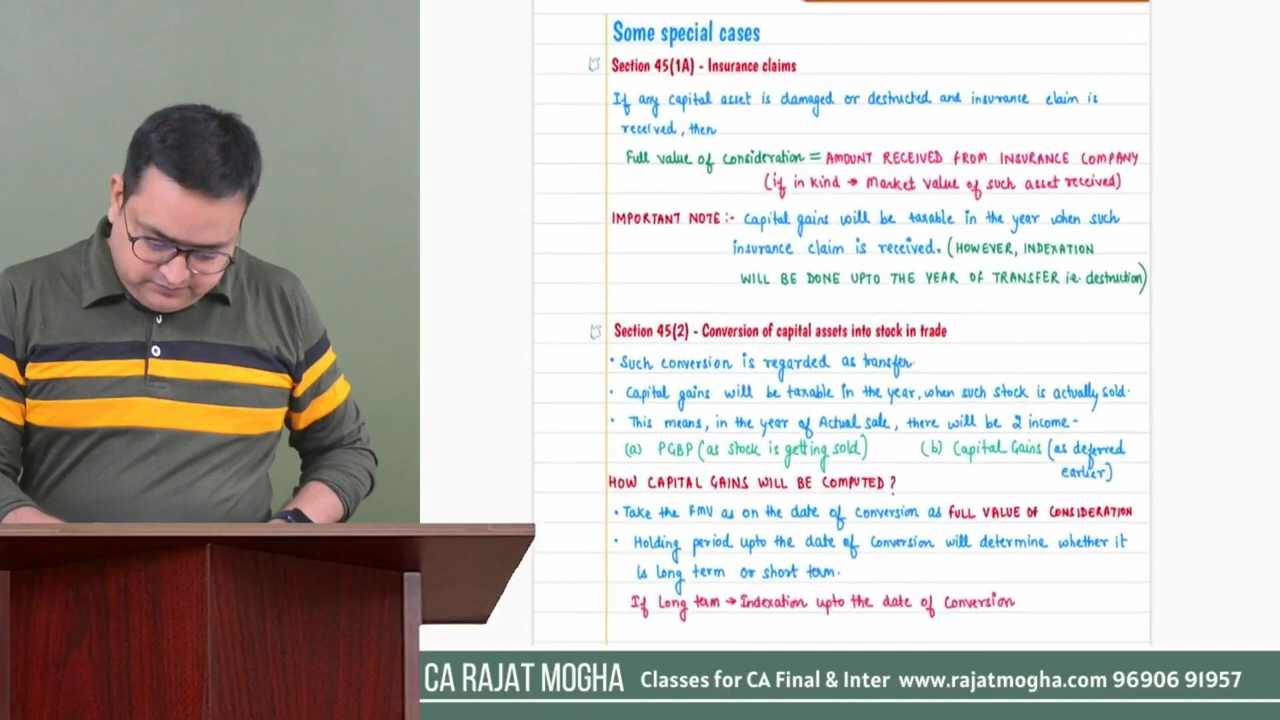 Some special cases
Section 45(1A) - Insurance claims
If any capital asset is damaged or destructed and insurance claim is
received, then
Full value of consideration = AMOUNT RECEIVED FROM INSURANCE COMPANY
(if in kind → Market value of such asset received)
IMPORTANT NOTE:- Capital gains will be taxable in the year when such
insurance claim is received. (HOWEVER, INDEXATION
WILL BE DONE UPTO THE YEAR OF TRANSFER i.e. destruction)
Section 45(2) - Conversion of capital assets into stock in trade
• Such conversion is regarded as transfer.
• Capital gains will be taxable in the year, when such stock is actually sold.
• This means, in the year of Actual sale, there will be 2 income-
(a) PGBP (as stock is getting sold) (b) Capital Gains (as deferred
earlier)
HOW CAPITAL GAINS WILL BE COMPUTED?
• Take the FMV as on the date of conversion as FULL VALUE OF CONSIDERATION
• Holding period upto the date of conversion will determine whether it
is long term or short term.
If Long term → Indexation upto the date of conversion
CA RAJAT MOGHA Classes for CA Final & Inter www.rajatmogha.com 96906 91957